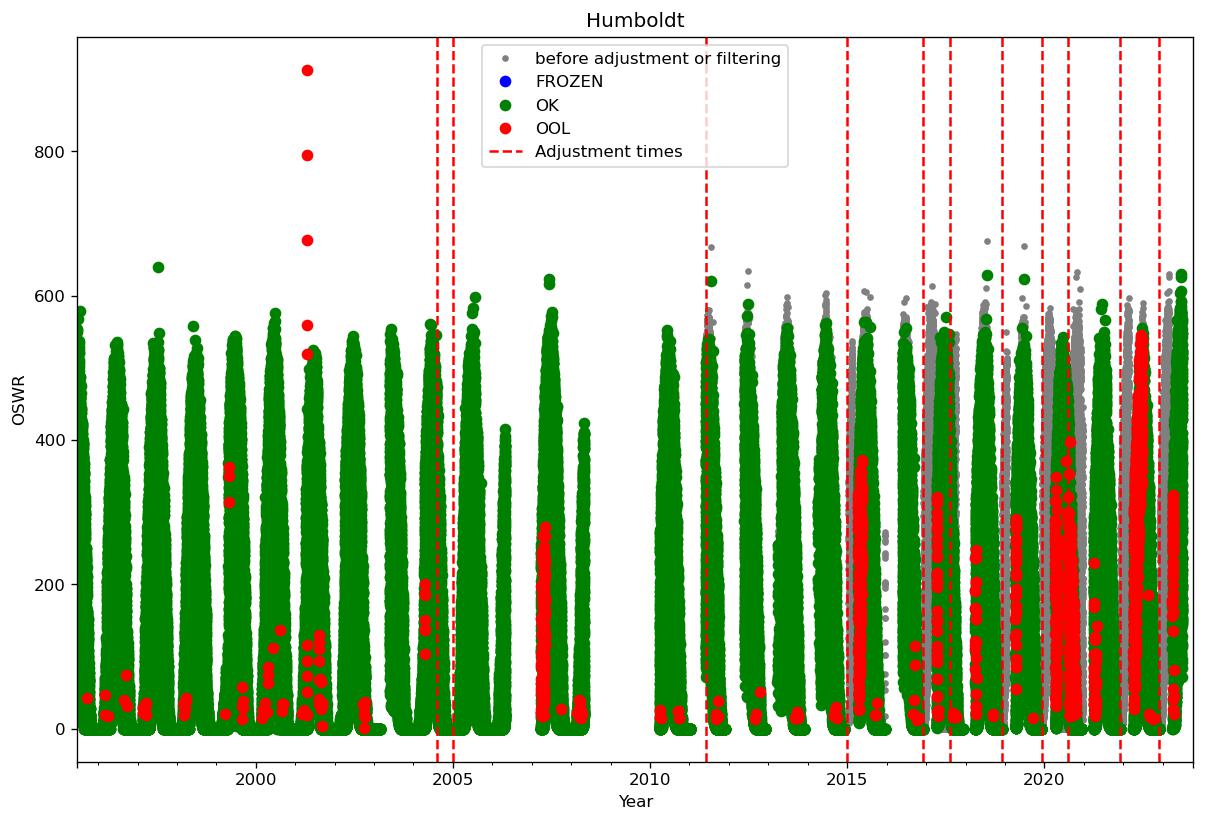 Humboldt
before adjustment or filtering
FROZEN
OK
OOL
Adjustment times
OSWR
800
600
400
200
0
2000
2005
2010
2015
2020
Year